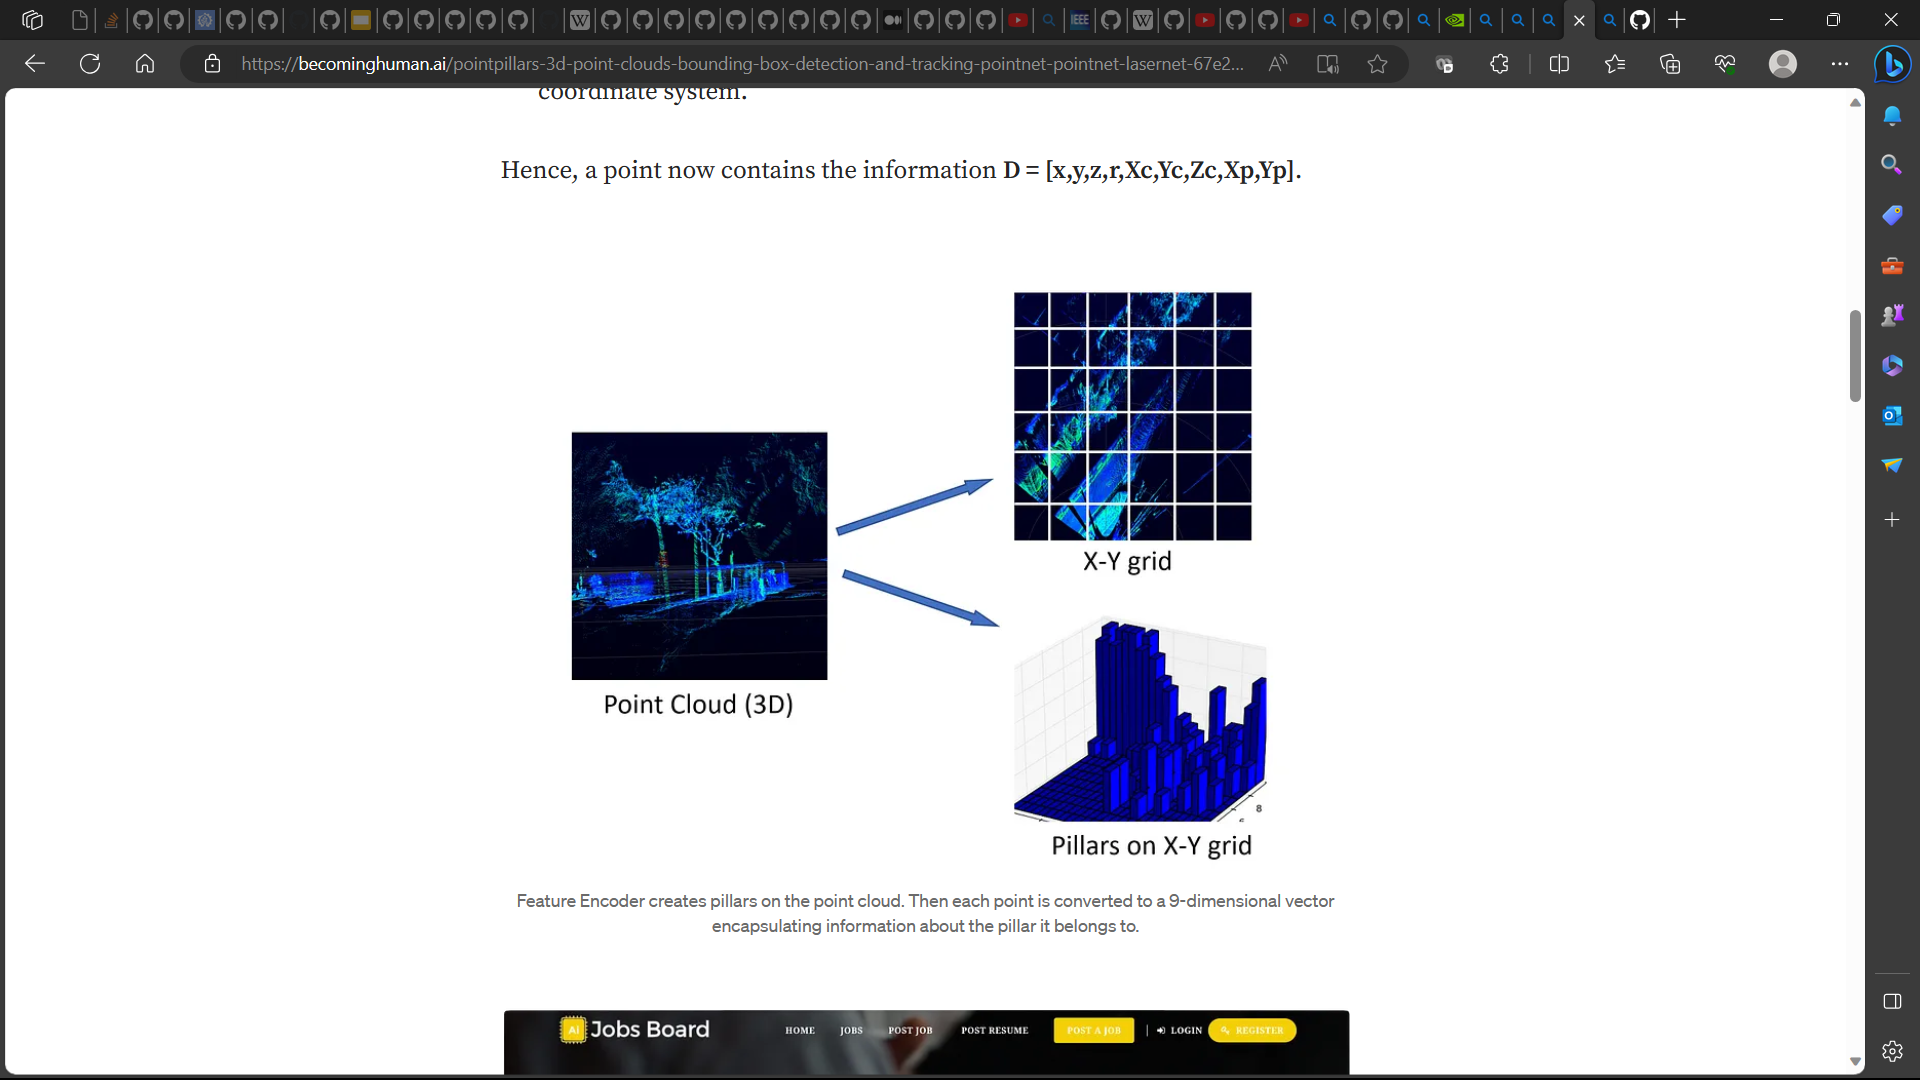 https://becominghuman.ai/pointpillars-3d-point-clouds-bounding-box-detection-and-tracking-pointnet-pointnet-lasernet-67e2...
coordinate system.
Hence, a point now contains the information D = [x,y,z,r,Xc,Yc,Zc,Xp,Yp].
X-Y grid
Point Cloud (3D)
8
6
Pillars on X-Y grid
Feature Encoder creates pillars on the point cloud. Then each point is converted to a 9-dimensional vector
encapsulating information about the pillar it belongs to.
AI Jobs Board HOME JOBS POST JOB POST RESUME POST A JOB | LOGIN REGISTER